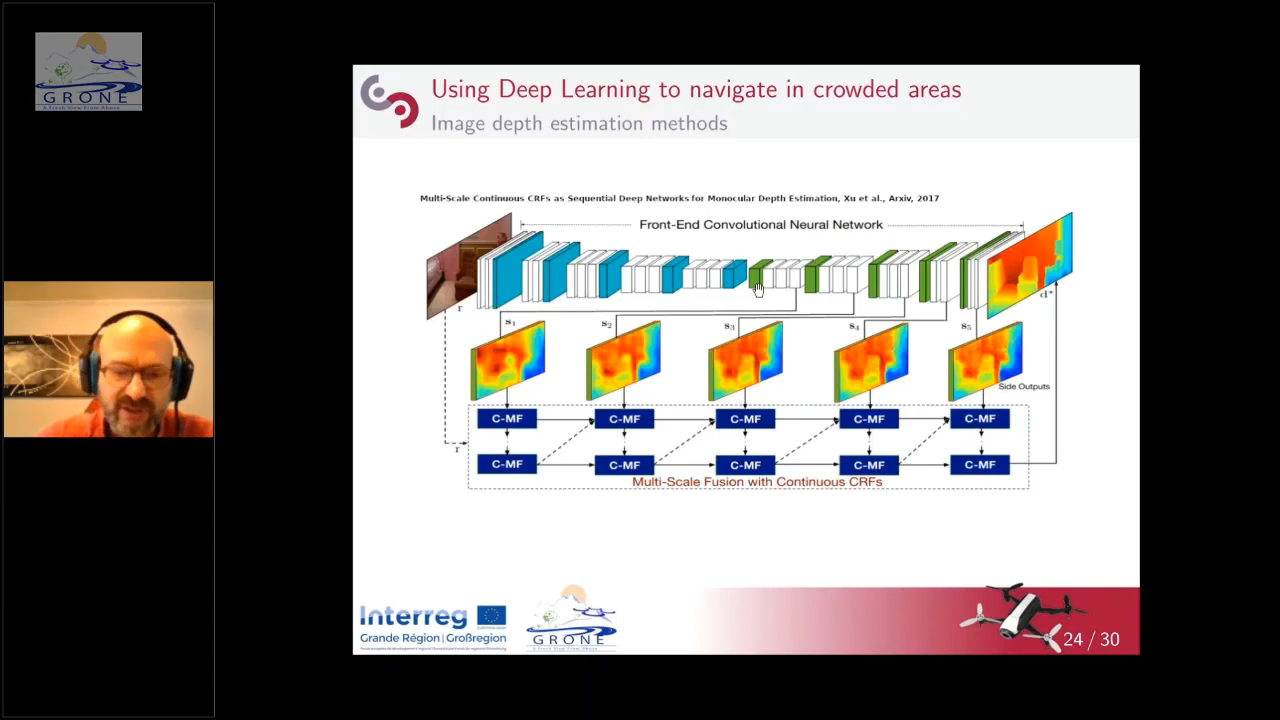 GRONE
A Fresh View From Above
Using Deep Learning to navigate in crowded areas
Image depth estimation methods
Multi-Scale Continuous CRFs as Sequential Deep Networks for Monocular Depth Estimation, Xu et al., Arxiv, 2017
Front-End Convolutional Neural Network
r
d*
s1 s2 s3 s4 s5
Side Outputs
C-MF C-MF C-MF C-MF C-MF
r
C-MF C-MF C-MF C-MF C-MF
Multi-Scale Fusion with Continuous CRFs
Interreg
Grande Région | Großregion
GRONE
A Fresh View From Above
24 / 30